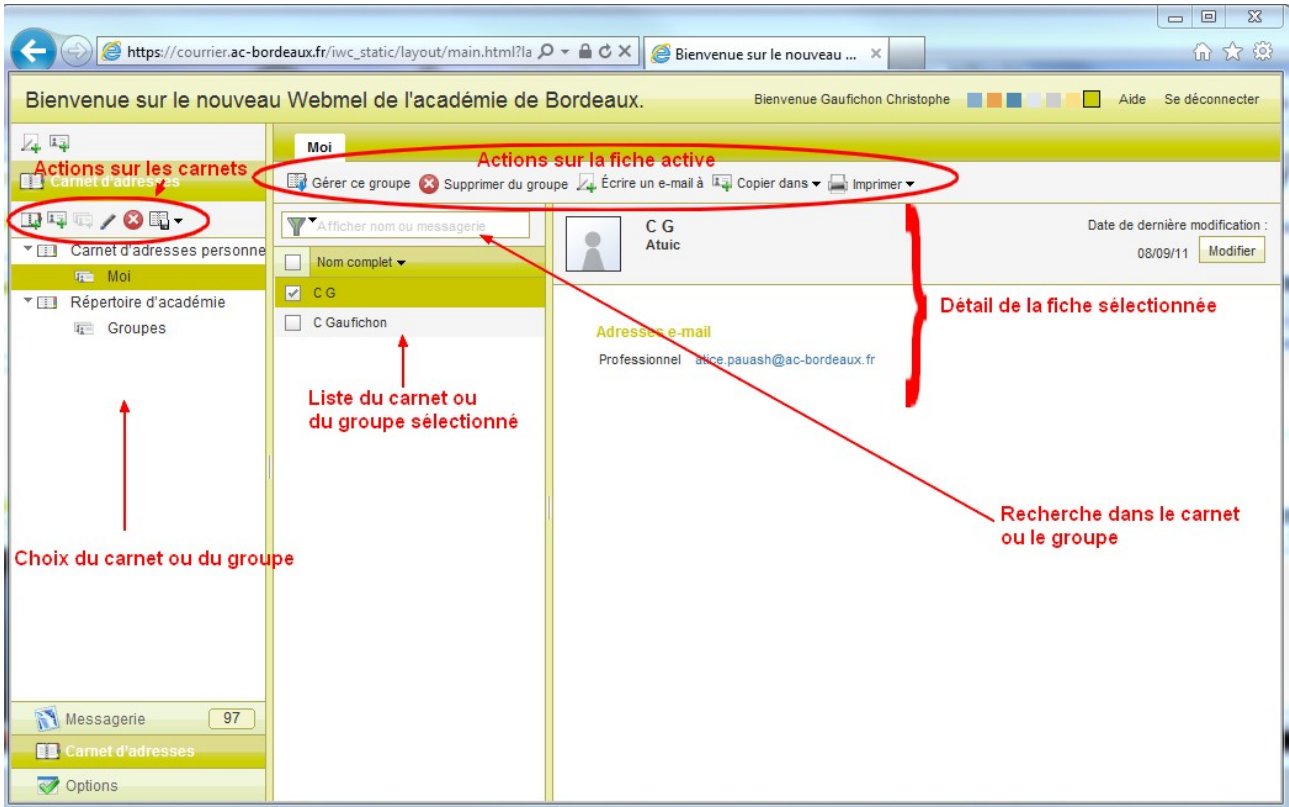 https://courrier.ac-bordeaux.fr/iwc_static/layout/main.html?la
Bienvenue sur le nouveau ...
Bienvenue sur le nouveau Webmel de l'académie de Bordeaux.
Bienvenue Gaufichon Christophe
Aide
Se déconnecter
Actions sur les carnets
Carnet d'adresses
Moi
Actions sur la fiche active
Gérer ce groupe
Supprimer du groupe
Écrire un e-mail à
Copier dans
Imprimer
Carnet d'adresses personne
Moi
Répertoire d'académie
Groupes
Choix du carnet ou du groupe
Afficher nom ou messagerie
Nom complet
C G
C Gaufichon
Liste du carnet ou
du groupe sélectionné
C G
Atuic
Date de dernière modification :
08/09/11
Modifier
Détail de la fiche sélectionnée
Adresses e-mail
Professionnel
alice.pauash@ac-bordeaux.fr
Recherche dans le carnet
ou le groupe
Messagerie
97
Carnet d'adresses
Options